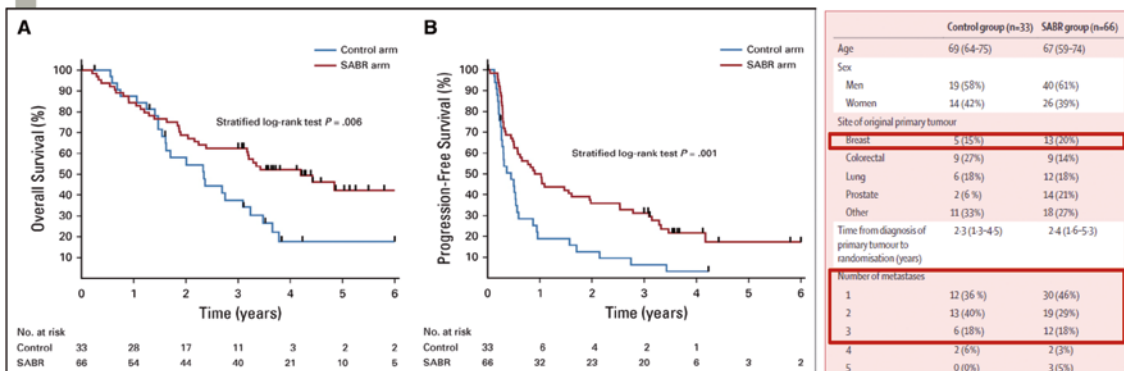 A
Control arm
SABR arm
Stratified log-rank test P = .006
Overall Survival (%)
100
90
80
70
60
50
40
30
20
10
0 1 2 3 4 5 6
Time (years)
No. at risk
Control 33 28 17 11 3 2 2
SABR 66 54 44 40 21 10 5
B
Control arm
SABR arm
Stratified log-rank test P = .001
Progression-Free Survival (%)
100
90
80
70
60
50
40
30
20
10
0 1 2 3 4 5 6
Time (years)
No. at risk
Control 33 6 4 2 1
SABR 66 32 23 20 6 3 2
Control group (n=33) SABR group (n=66)
Age 69 (64–75) 67 (59–74)
Sex
Men 19 (58%) 40 (61%)
Women 14 (42%) 26 (39%)
Site of original primary tumour
Breast 5 (15%) 13 (20%)
Colorectal 9 (27%) 9 (14%)
Lung 6 (18%) 12 (18%)
Prostate 2 (6 %) 14 (21%)
Other 11 (33%) 18 (27%)
Time from diagnosis of 2·3 (1·3–4·5) 2·4 (1·6–5·3)
primary tumour to
randomisation (years)
Number of metastases
1 12 (36 %) 30 (46%)
2 13 (40%) 19 (29%)
3 6 (18%) 12 (18%)
4 2 (6%) 2 (3%)
5 0 (0%) 3 (5%)